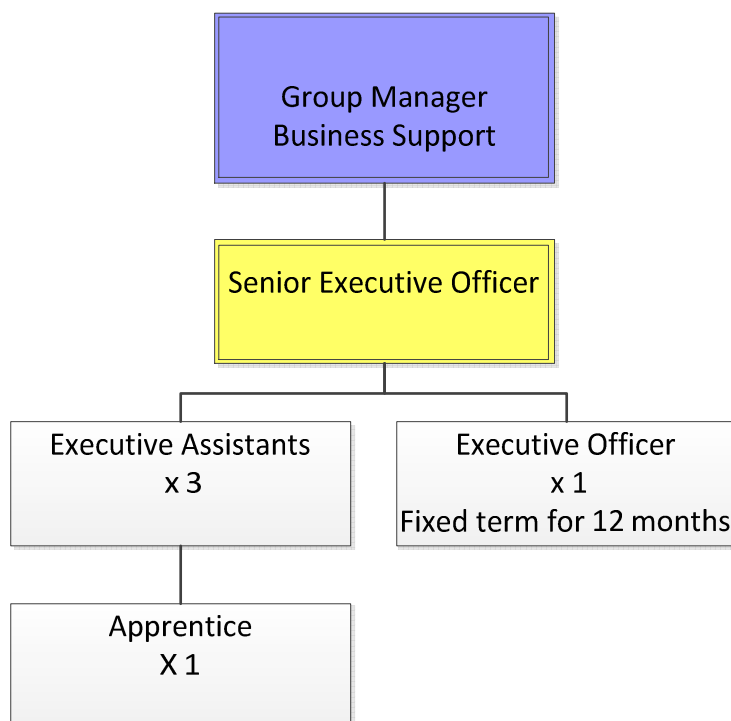 Group Manager
Business Support
Senior Executive Officer
Executive Assistants
x 3
Executive Officer
x 1
Fixed term for 12 months
Apprentice
X 1